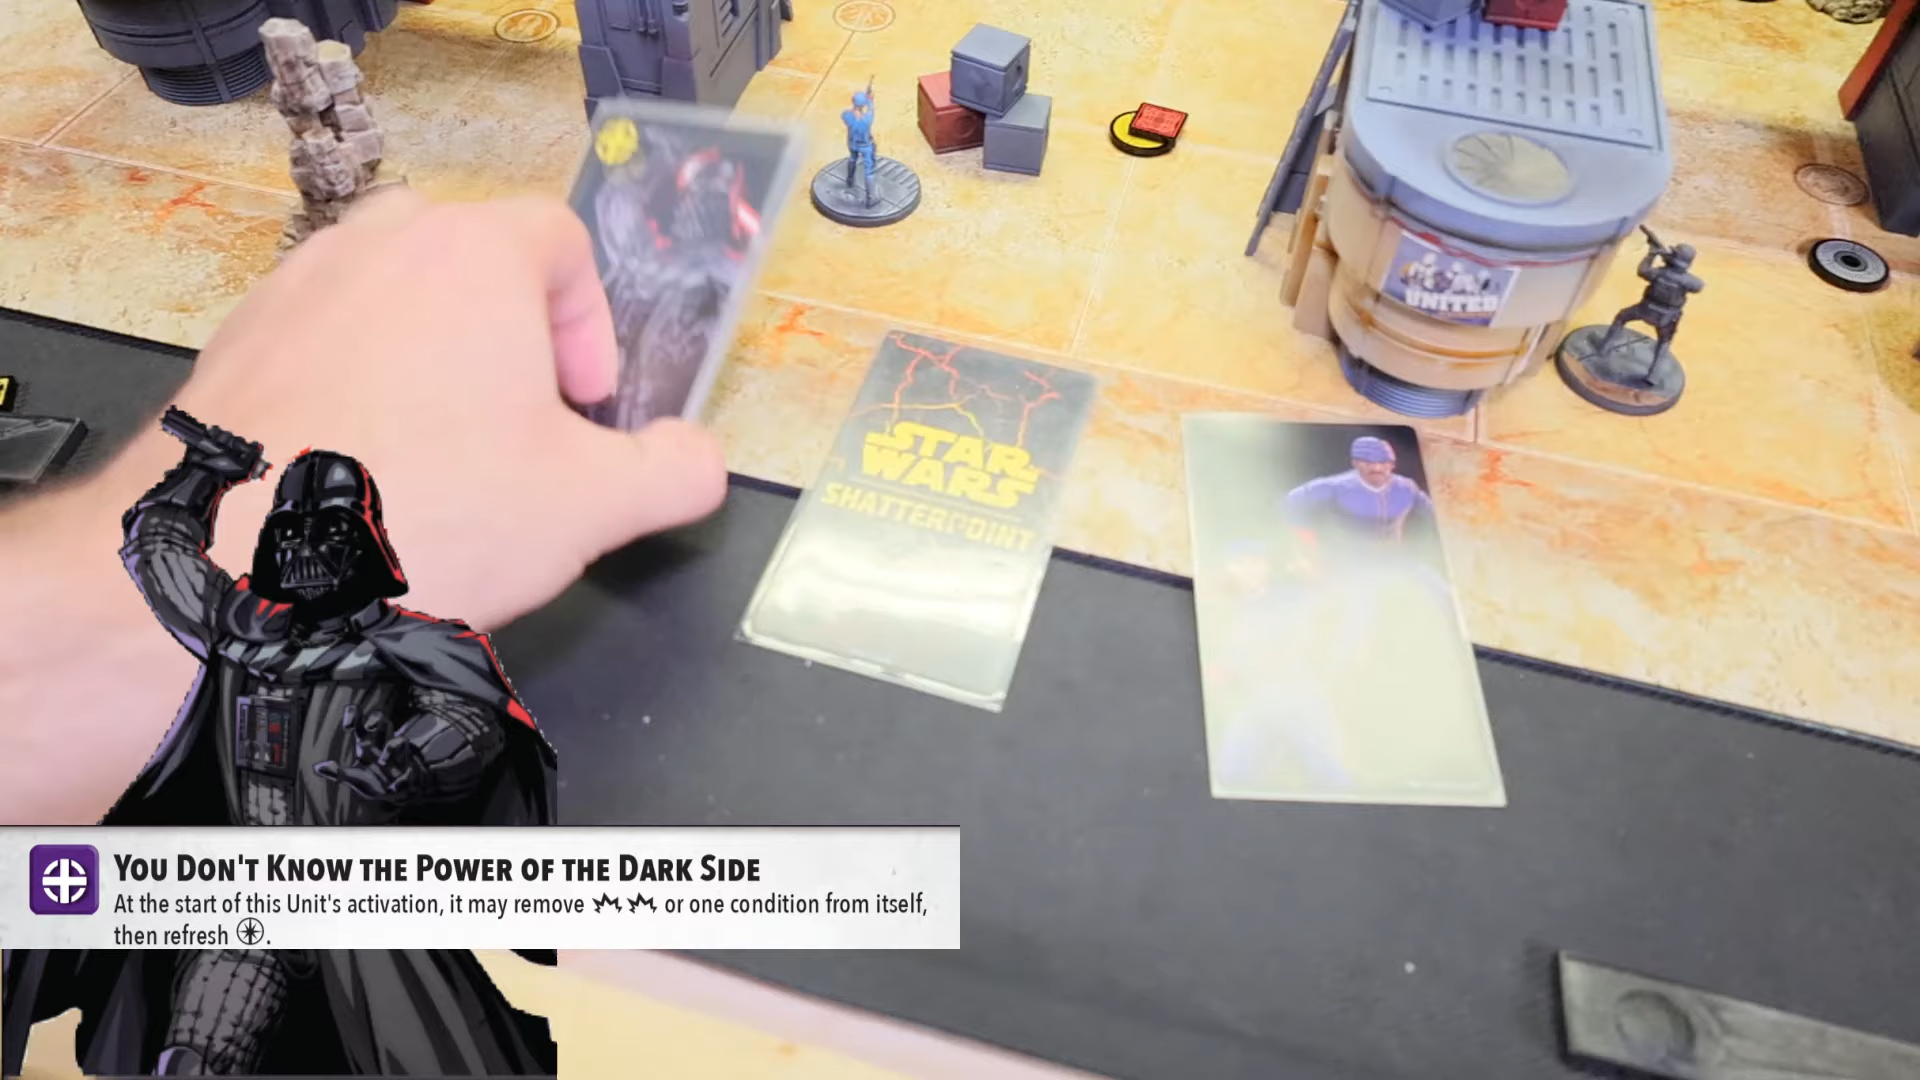 UNITED
STAR
WARS
SHATTERPOINT
You Don't Know the Power of the Dark Side
At the start of this Unit's activation, it may remove or one condition from itself,
then refresh .